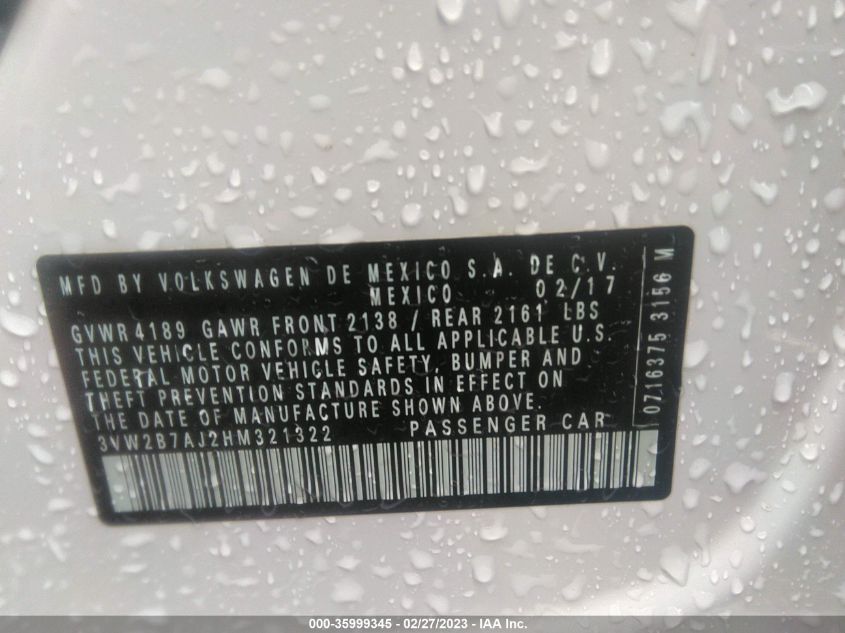 MFD BY VOLKSWAGEN DE MEXICO S.A. DE C.V.
MEXICO 02/17
GVWR 4189 GAWR FRONT 2138 / REAR 2161 LBS
THIS VEHICLE CONFORMS TO ALL APPLICABLE U.S.
FEDERAL MOTOR VEHICLE SAFETY, BUMPER AND
THEFT PREVENTION STANDARDS IN EFFECT ON
THE DATE OF MANUFACTURE SHOWN ABOVE.
3VW2B7AJ2HM321322 PASSENGER CAR
0716375 3156 M
000-35999345 - 02/27/2023 - IAA Inc.